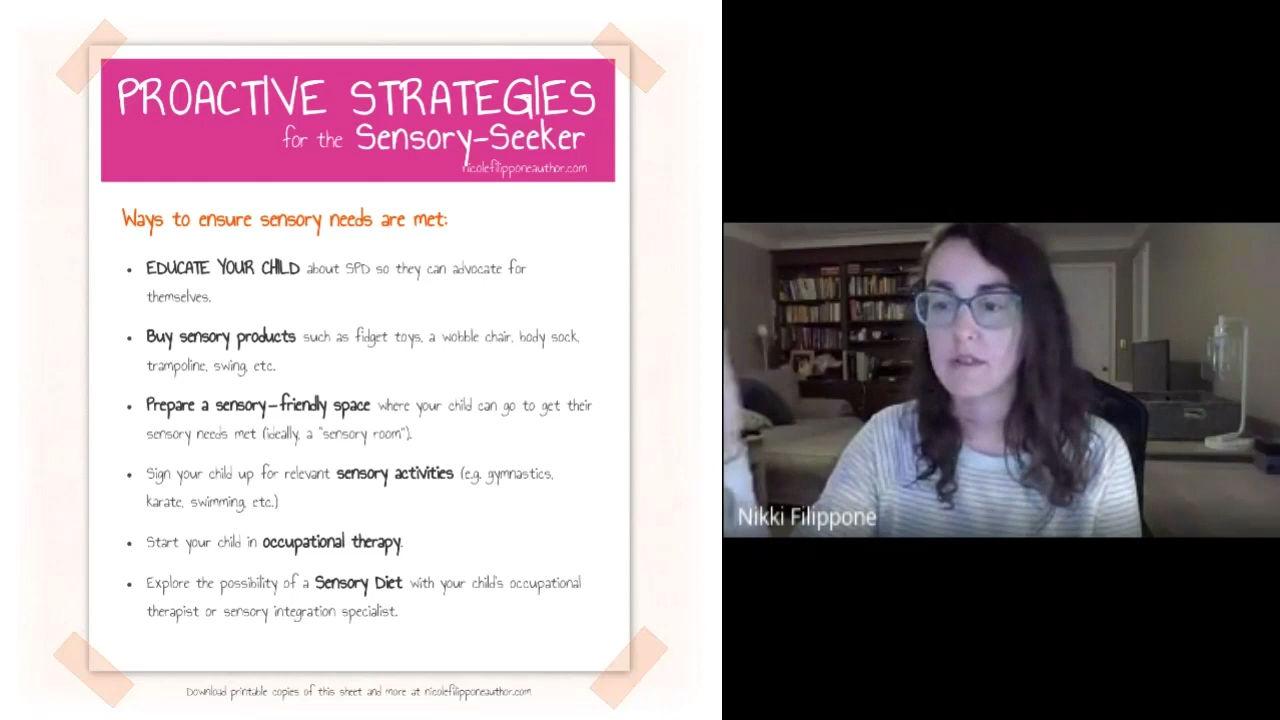 PROACTIVE STRATEGIES
for the Sensory-Seeker
nicolefilipponeauthor.com
Ways to ensure sensory needs are met:
• EDUCATE YOUR CHILD about SPD so they can advocate for
themselves.
• Buy sensory products such as fidget toys, a wobble chair, body sock,
trampoline, swing, etc.
• Prepare a sensory-friendly space where your child can go to get their
sensory needs met (ideally, a "sensory room").
• Sign your child up for relevant sensory activities (e.g. gymnastics,
karate, swimming, etc.)
• Start your child in occupational therapy.
• Explore the possibility of a Sensory Diet with your child's occupational
therapist or sensory integration specialist.
Download printable copies of this sheet and more at nicolefilipponeauthor.com
Nikki Filippone